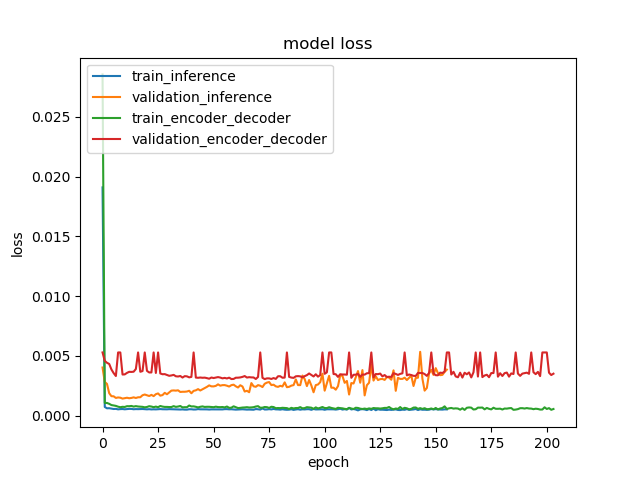 model loss
train_inference
validation_inference
train_encoder_decoder
validation_encoder_decoder
0.025
0.020
0.015
0.010
0.005
0.000
loss
0 25 50 75 100 125 150 175 200
epoch